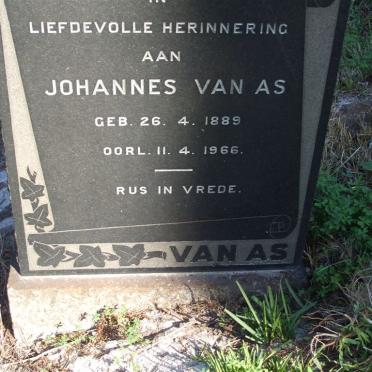 IN
LIEFDEVOLLE HERINNERING
AAN
JOHANNES VAN AS
GEB. 26. 4. 1889
OORL. 11. 4. 1966.
RUS IN VREDE.
VAN AS